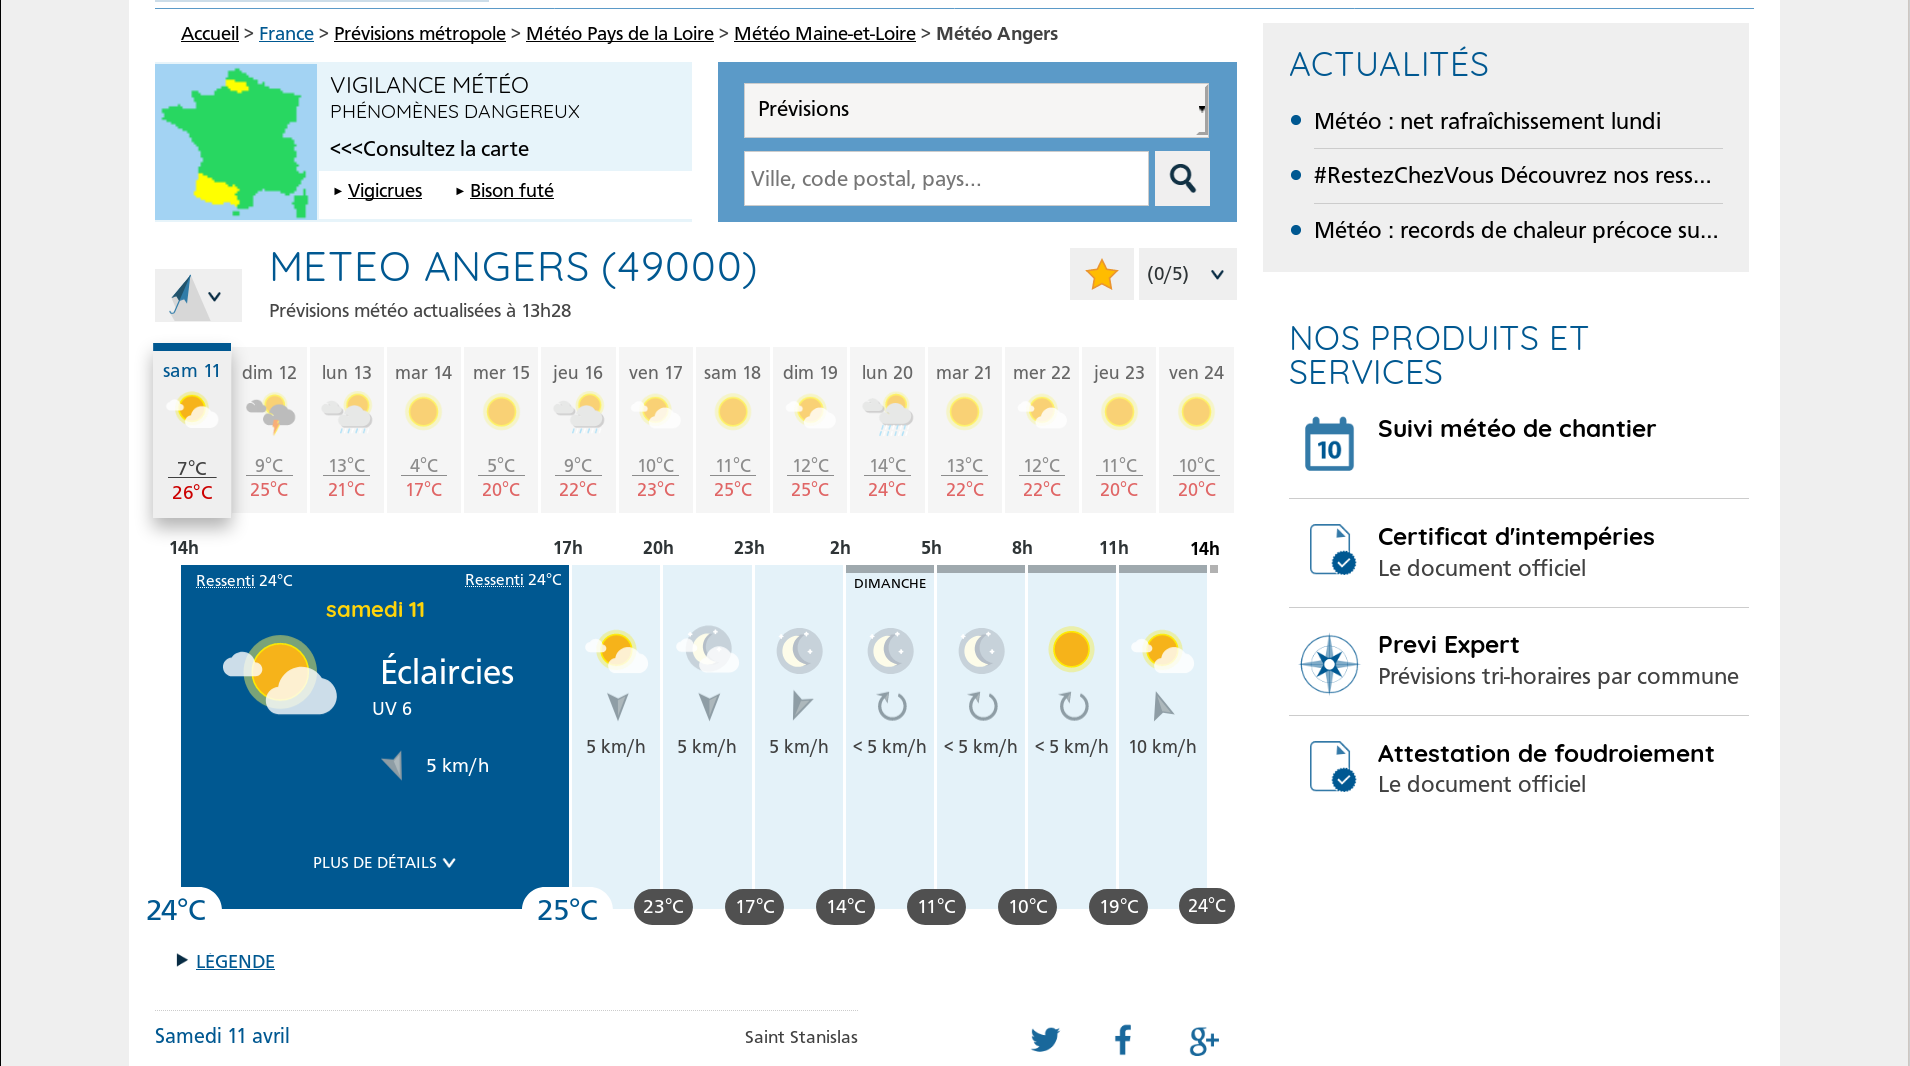 Accueil > France > Prévisions métropole > Météo Pays de la Loire > Météo Maine-et-Loire > Météo Angers
VIGILANCE MÉTÉO
PHÉNOMÈNES DANGEREUX
<<<Consultez la carte
Vigicrues
Bison futé
Prévisions
Ville, code postal, pays...
METEO ANGERS (49000)
Prévisions météo actualisées à 13h28
(0/5)
sam 11 dim 12 lun 13 mar 14 mer 15 jeu 16 ven 17 sam 18 dim 19 lun 20 mar 21 mer 22 jeu 23 ven 24
7°C 9°C 13°C 4°C 5°C 9°C 10°C 11°C 12°C 14°C 13°C 12°C 11°C 10°C
26°C 25°C 21°C 17°C 20°C 22°C 23°C 25°C 25°C 24°C 22°C 22°C 20°C 20°C
14h 17h 20h 23h 2h 5h 8h 11h 14h
Ressenti 24°C Ressenti 24°C
DIMANCHE
samedi 11
Éclaircies
UV 6
5 km/h
5 km/h 5 km/h 5 km/h < 5 km/h < 5 km/h < 5 km/h 10 km/h
PLUS DE DÉTAILS
24°C 25°C 23°C 17°C 14°C 11°C 10°C 19°C 24°C
LÉGENDE
Samedi 11 avril
Saint Stanislas
g+
ACTUALITÉS
Météo : net rafraîchissement lundi
#RestezChezVous Découvrez nos ress...
Météo : records de chaleur précoce su...
NOS PRODUITS ET
SERVICES
10
Suivi météo de chantier
Certificat d'intempéries
Le document officiel
Previ Expert
Prévisions tri-horaires par commune
Attestation de foudroiement
Le document officiel